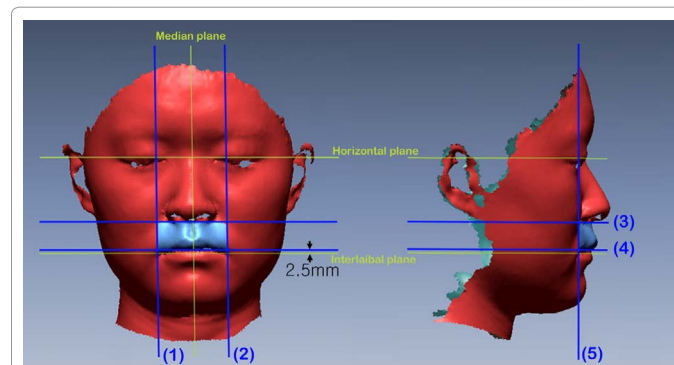 Median plane
Horizontal plane
(3)
(4)
2.5mm
Interlaibal plane
(1)
(2)
(5)